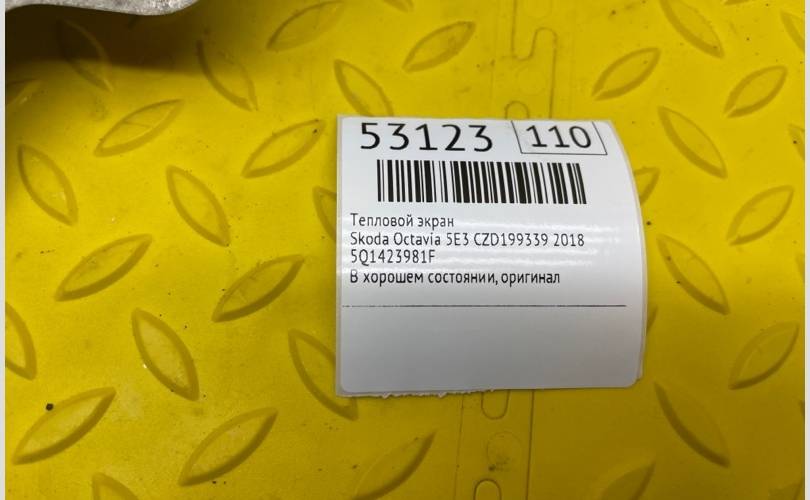 53123 110
Тепловой экран
Skoda Octavia 5E3 CZD199339 2018
5Q1423981F
В хорошем состоянии, оригинал